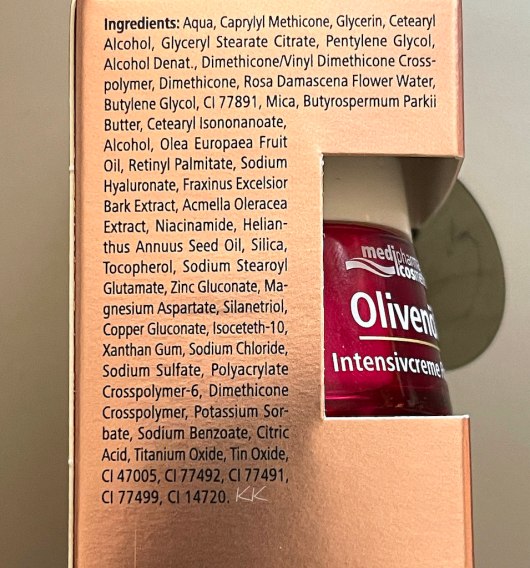 Ingredients: Aqua, Caprylyl Methicone, Glycerin, Cetearyl
Alcohol, Glyceryl Stearate Citrate, Pentylene Glycol,
Alcohol Denat., Dimethicone/Vinyl Dimethicone Cross-
polymer, Dimethicone, Rosa Damascena Flower Water,
Butylene Glycol, CI 77891, Mica, Butyrospermum Parkii
Butter, Cetearyl Isononanoate,
Alcohol, Olea Europaea Fruit
Oil, Retinyl Palmitate, Sodium
Hyaluronate, Fraxinus Excelsior
Bark Extract, Acmella Oleracea
Extract, Niacinamide, Helian-
thus Annuus Seed Oil, Silica,
Tocopherol, Sodium Stearoyl
Glutamate, Zinc Gluconate, Ma-
gnesium Aspartate, Silanetriol,
Copper Gluconate, Isoceteth-10,
Xanthan Gum, Sodium Chloride,
Sodium Sulfate, Polyacrylate
Crosspolymer-6, Dimethicone
Crosspolymer, Potassium Sor-
bate, Sodium Benzoate, Citric
Acid, Titanium Oxide, Tin Oxide,
CI 47005, CI 77492, CI 77491,
CI 77499, CI 14720. KK
medipharma
cosme
Oliven
Intensivcreme